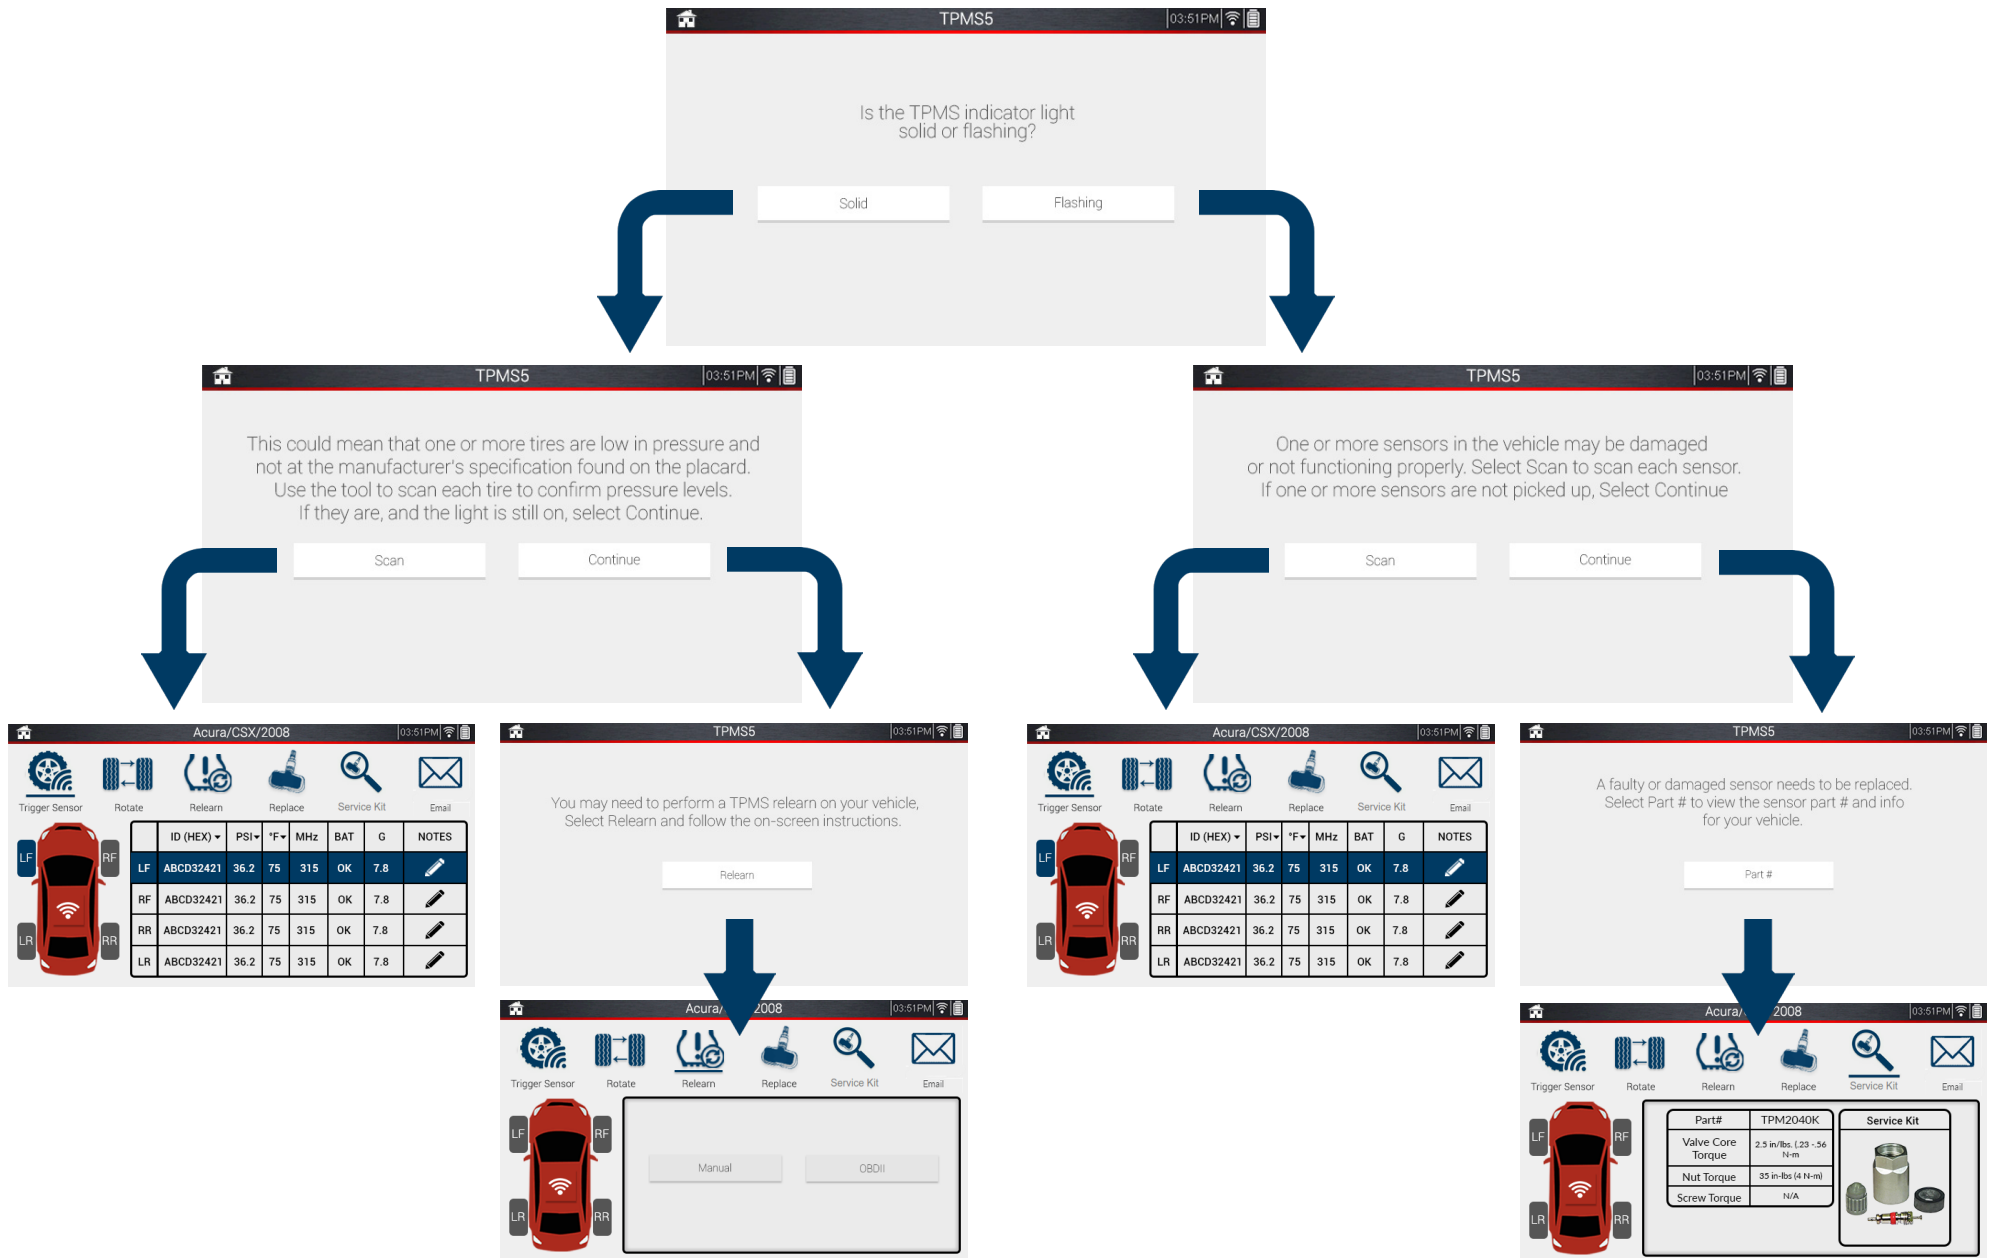 TPMS5
03:51PM
Is the TPMS indicator light
solid or flashing?
Solid
Flashing
TPMS5
03:51PM
This could mean that one or more tires are low in pressure and
not at the manufacturer's specification found on the placard.
Use the tool to scan each tire to confirm pressure levels.
If they are, and the light is still on, select Continue.
Scan
Continue
TPMS5
03:51PM
One or more sensors in the vehicle may be damaged
or not functioning properly. Select Scan to scan each sensor.
If one or more sensors are not picked up, Select Continue
Scan
Continue
Acura/CSX/2008
03:51PM
Trigger Sensor
Rotate
Relearn
Replace
Service Kit
Email
LF
RF
LR
RR
ID (HEX) PSI °F MHz BAT G NOTES
LF ABCD32421 36.2 75 315 OK 7.8
RF ABCD32421 36.2 75 315 OK 7.8
RR ABCD32421 36.2 75 315 OK 7.8
LR ABCD32421 36.2 75 315 OK 7.8
TPMS5
03:51PM
You may need to perform a TPMS relearn on your vehicle,
Select Relearn and follow the on-screen instructions.
Relearn
Acura/ 2008
03:51PM
Trigger Sensor
Rotate
Relearn
Replace
Service Kit
Email
LF
RF
LR
RR
Manual
OBDII
Acura/CSX/2008
03:51PM
Trigger Sensor
Rotate
Relearn
Replace
Service Kit
Email
LF
RF
LR
RR
ID (HEX) PSI °F MHz BAT G NOTES
LF ABCD32421 36.2 75 315 OK 7.8
RF ABCD32421 36.2 75 315 OK 7.8
RR ABCD32421 36.2 75 315 OK 7.8
LR ABCD32421 36.2 75 315 OK 7.8
TPMS5
03:51PM
A faulty or damaged sensor needs to be replaced.
Select Part # to view the sensor part # and info
for your vehicle.
Part #
Acura/ 2008
03:51PM
Trigger Sensor
Rotate
Relearn
Replace
Service Kit
Email
LF
RF
LR
RR
Part# TPM2040K
Valve Core
Torque
2.5 in/lbs. (.23 -.56
N-m
Nut Torque 35 in-lbs (4 N-m)
Screw Torque N/A
Service Kit